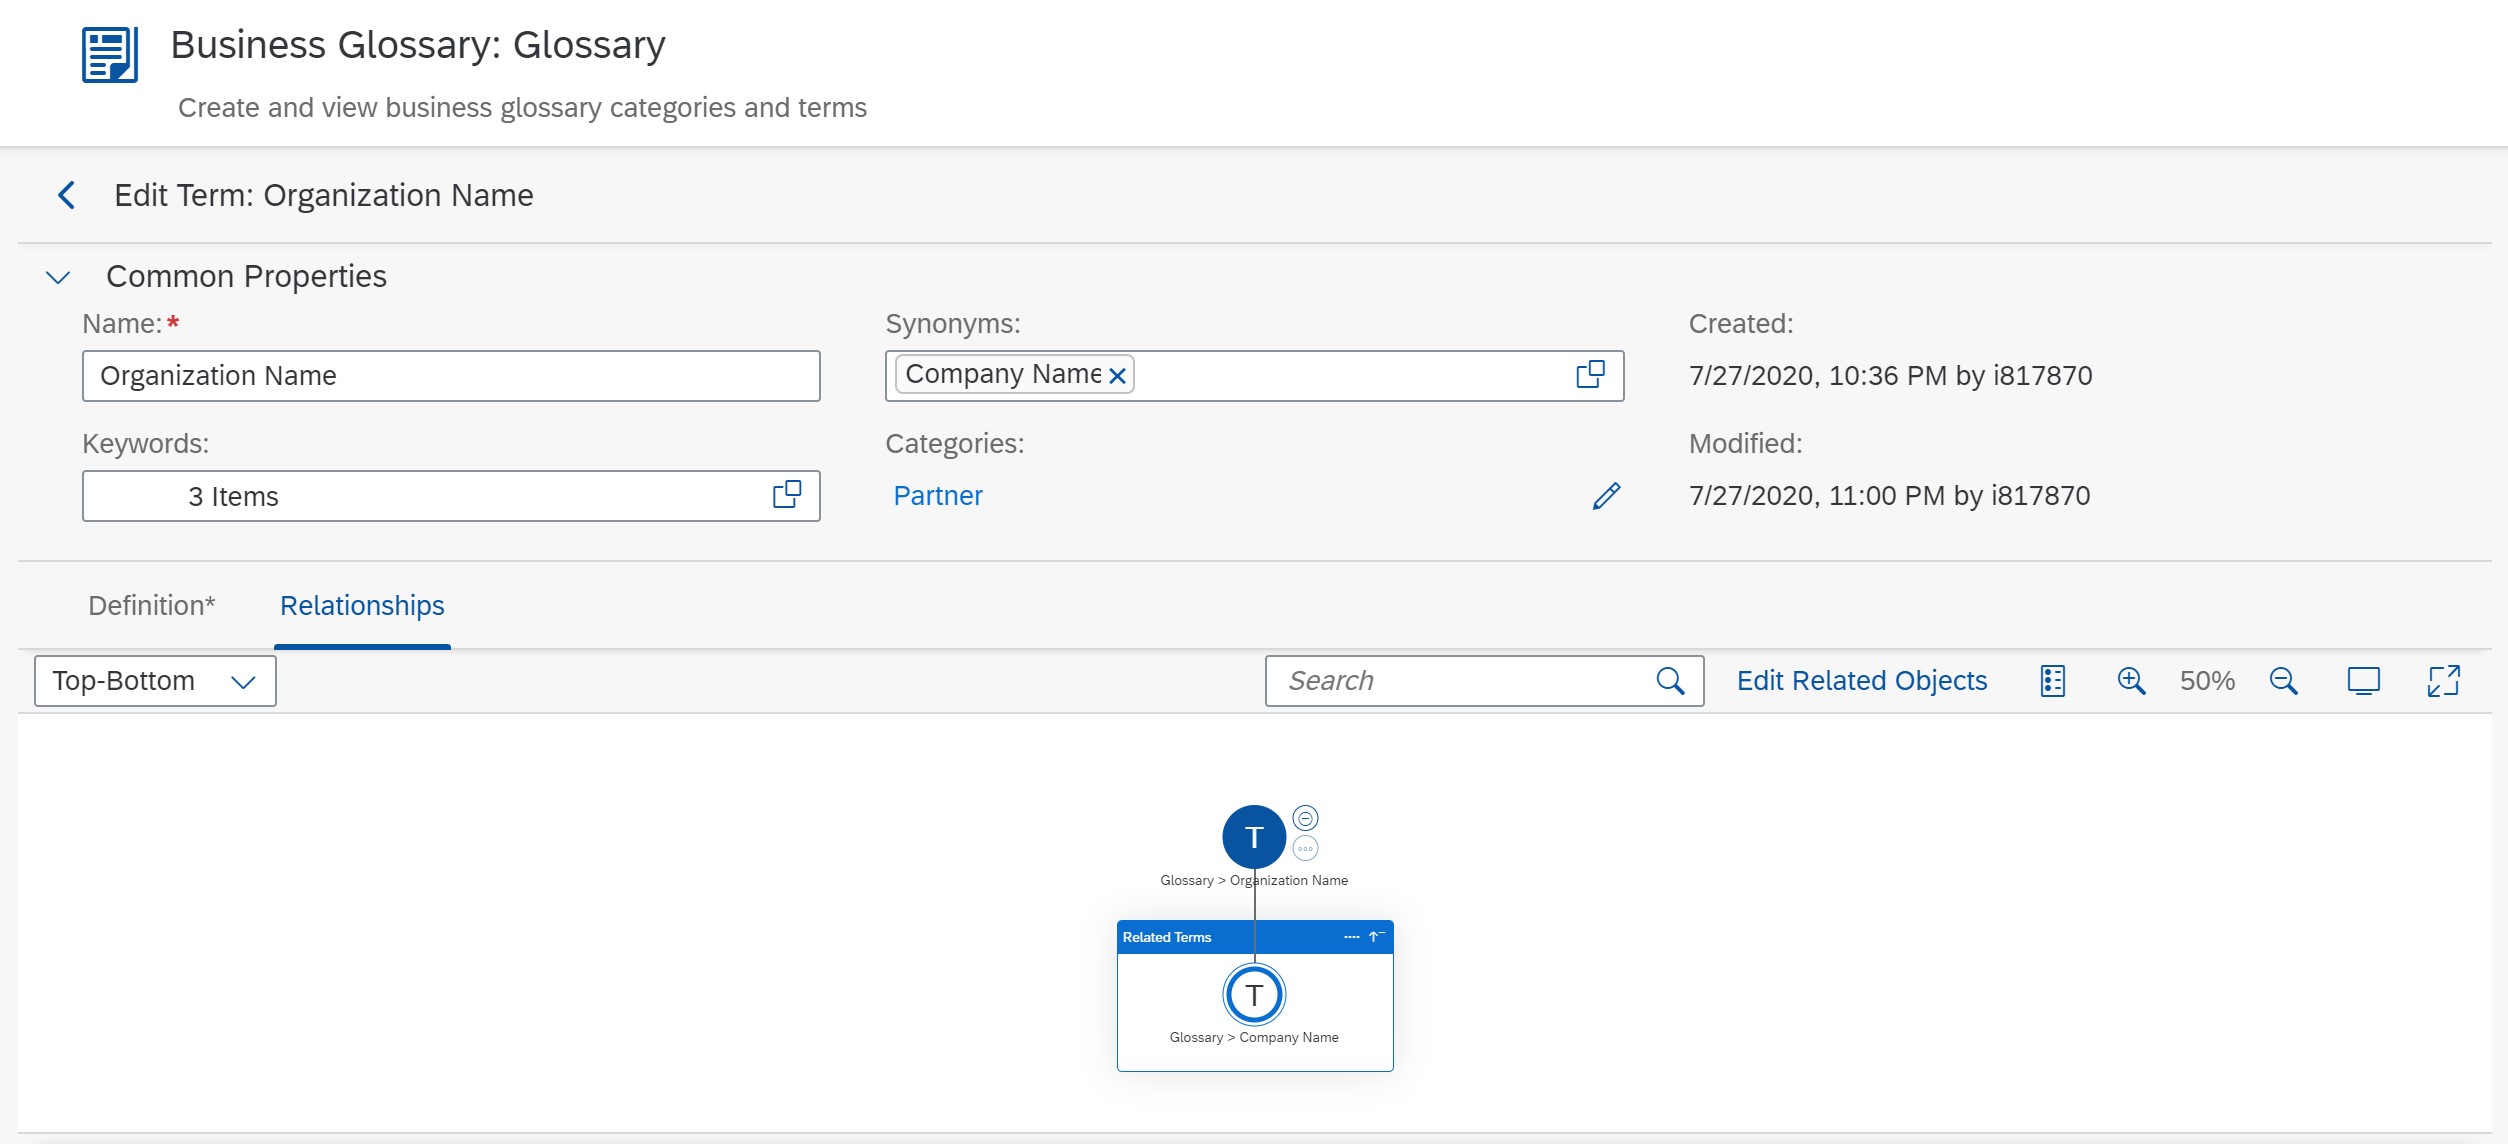 Business Glossary: Glossary
Create and view business glossary categories and terms
Edit Term: Organization Name
Common Properties
Name:*
Synonyms:
Created:
Organization Name
Company Name
7/27/2020, 10:36 PM by i817870
Keywords:
Categories:
Modified:
3 Items
Partner
7/27/2020, 11:00 PM by i817870
Definition*
Relationships
Top-Bottom
Search
Edit Related Objects
50%
T
Glossary > Organization Name
Related Terms
T
Glossary > Company Name